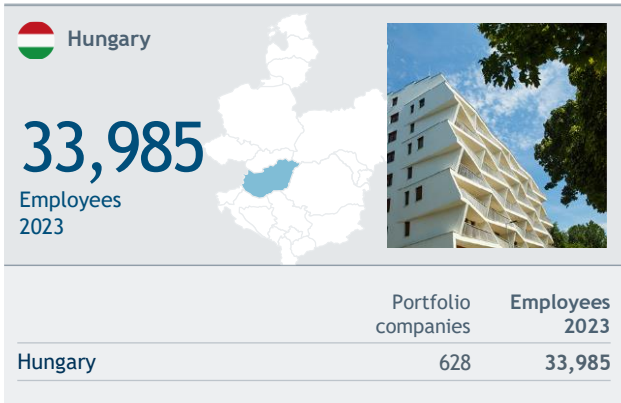 Hungary
33,985
Employees
2023
Portfolio Employees
companies 2023
Hungary 628 33,985